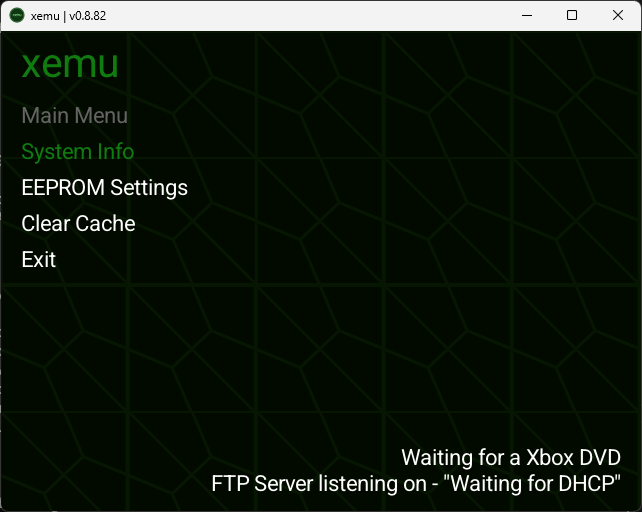 xemu | v0.8.82
xemu
Main Menu
System Info
EEPROM Settings
Clear Cache
Exit
Waiting for a Xbox DVD
FTP Server listening on - "Waiting for DHCP"